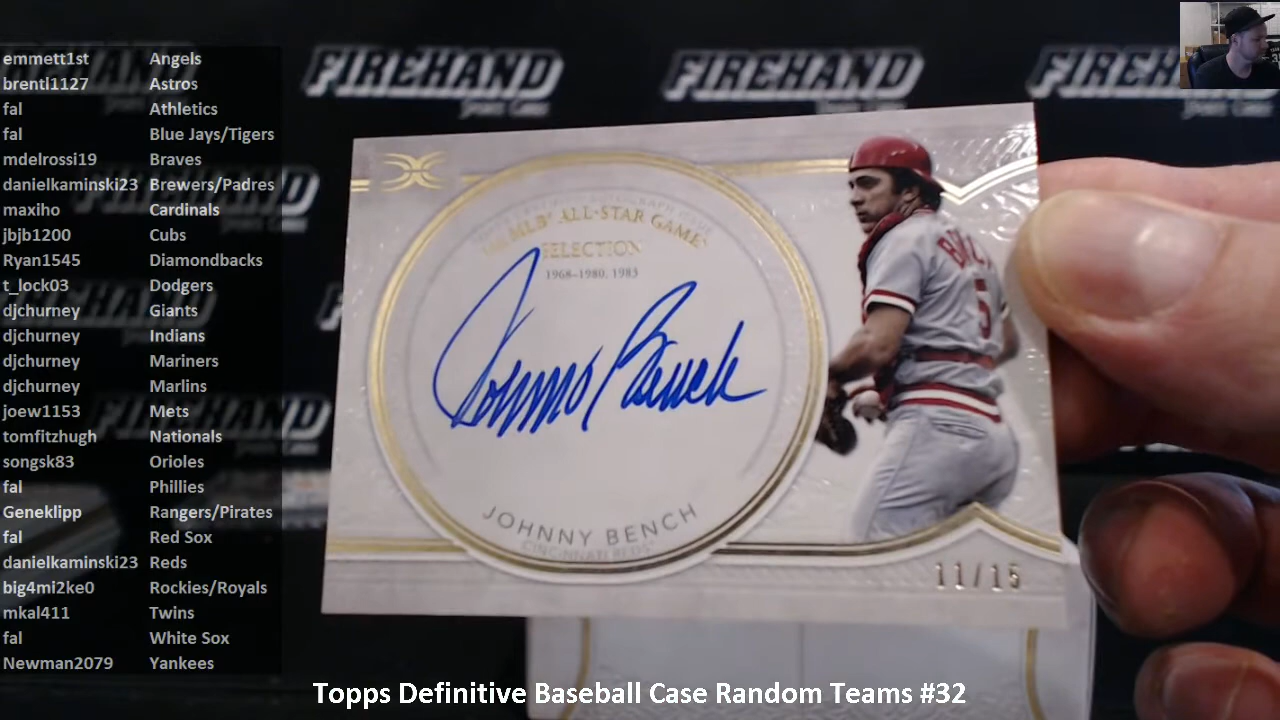 emmett1st Angels
brentl1127 Astros
fal Athletics
fal Blue Jays/Tigers
mdelrossi19 Braves
danielkaminski23 Brewers/Padres
maxiho Cardinals
jbjb1200 Cubs
Ryan1545 Diamondbacks
t_lock03 Dodgers
djchurney Giants
djchurney Indians
djchurney Mariners
djchurney Marlins
joew1153 Mets
tomfitzhugh Nationals
songsk83 Orioles
fal Phillies
Geneklipp Rangers/Pirates
fal Red Sox
danielkaminski23 Reds
big4mi2ke0 Rockies/Royals
mkal411 Twins
fal White Sox
Newman2079 Yankees
FIREHAND
FIREHAND
FIREHAND
MLB ALL-STAR GAME
SELECTION
1968–1980, 1983
Johnny Bench
JOHNNY BENCH
CINCINNATI REDS
5
11/15
Topps Definitive Baseball Case Random Teams #32